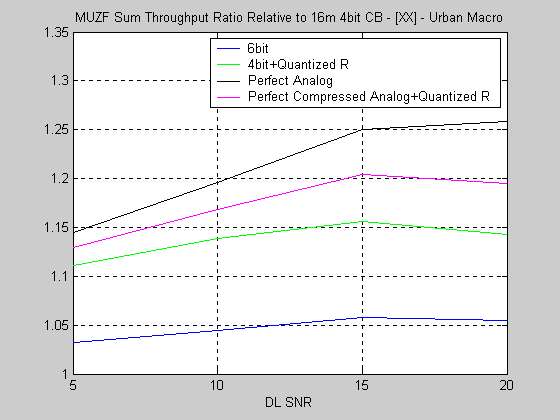 MUZF Sum Throughput Ratio Relative to 16m 4bit CB - [XX] - Urban Macro
1.35
6bit
4bit+Quantized R
Perfect Analog
Perfect Compressed Analog+Quantized R
1.3
1.25
1.2
1.15
1.1
1.05
1
5
10
15
20
DL SNR